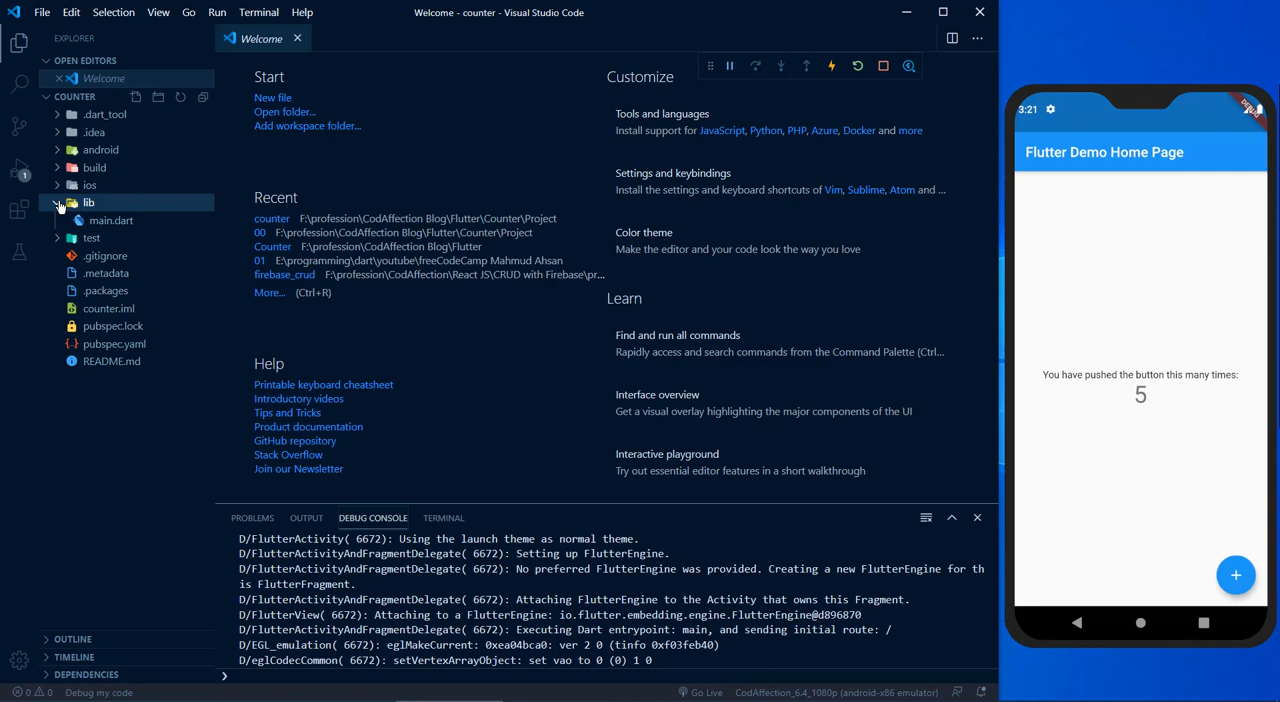 File Edit Selection View Go Run Terminal Help
Welcome - counter - Visual Studio Code
EXPLORER
OPEN EDITORS
Welcome
COUNTER
.dart_tool
.idea
android
build
ios
lib
main.dart
test
.gitignore
.metadata
.packages
counter.iml
pubspec.lock
pubspec.yaml
README.md
OUTLINE
TIMELINE
DEPENDENCIES
1
Welcome
Start
New file
Open folder...
Add workspace folder...
Recent
counter F:\profession\CodAffection Blog\Flutter\Counter\Project
00 F:\profession\CodAffection Blog\Flutter\Counter\Project
Counter F:\profession\CodAffection Blog\Flutter
01 E:\programming\dart\youtube\freeCodeCamp Mahmud Ahsan
firebase_crud F:\profession\CodAffection\React JS\CRUD with Firebase\pr...
More... (Ctrl+R)
Help
Printable keyboard cheatsheet
Introductory videos
Tips and Tricks
Product documentation
GitHub repository
Stack Overflow
Join our Newsletter
Customize
Tools and languages
Install support for JavaScript, Python, PHP, Azure, Docker and more
Settings and keybindings
Install the settings and keyboard shortcuts of Vim, Sublime, Atom and ...
Color theme
Make the editor and your code look the way you love
Learn
Find and run all commands
Rapidly access and search commands from the Command Palette (Ctrl...
Interface overview
Get a visual overlay highlighting the major components of the UI
Interactive playground
Try out essential editor features in a short walkthrough
PROBLEMS OUTPUT DEBUG CONSOLE TERMINAL
D/FlutterActivity( 6672): Using the launch theme as normal theme.
D/FlutterActivityAndFragmentDelegate( 6672): Setting up FlutterEngine.
D/FlutterActivityAndFragmentDelegate( 6672): No preferred FlutterEngine was provided. Creating a new FlutterEngine for th
is FlutterFragment.
D/FlutterActivityAndFragmentDelegate( 6672): Attaching FlutterEngine to the Activity that owns this Fragment.
D/FlutterView( 6672): Attaching to a FlutterEngine: io.flutter.embedding.engine.FlutterEngine@d896870
D/FlutterActivityAndFragmentDelegate( 6672): Executing Dart entrypoint: main, and sending initial route: /
D/EGL_emulation( 6672): eglMakeCurrent: 0xea04bca0: ver 2 0 (tinfo 0xf03feb40)
D/eglCodecCommon( 6672): setVertexArrayObject: set vao to 0 (0) 1 0
0 0 Debug my code
Go Live CodAffection_6.4_1080p (android-x86 emulator)
3:21
DEBUG
Flutter Demo Home Page
You have pushed the button this many times:
5